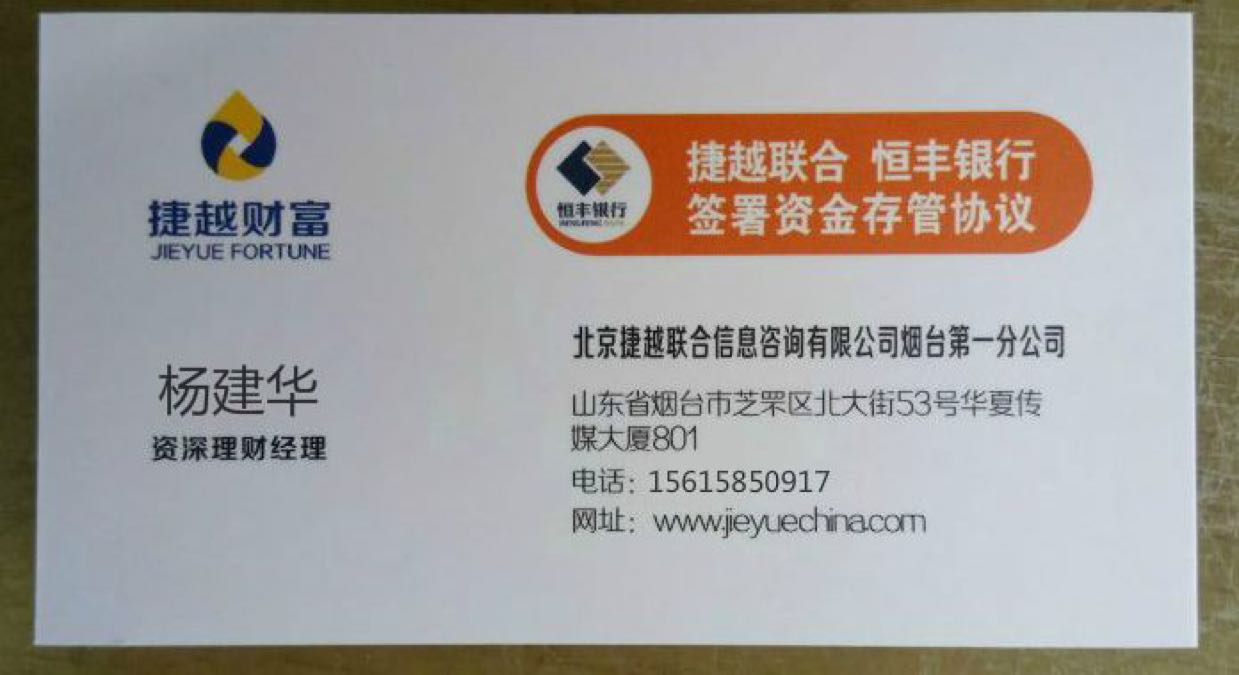 捷越财富
JIEYUE FORTUNE
恒丰银行
捷越联合 恒丰银行
签署资金存管协议
杨建华
资深理财经理
北京捷越联合信息咨询有限公司烟台第一分公司
山东省烟台市芝罘区北大街53号华夏传
媒大厦801
电话：15615850917
网址：www.jieyuechina.com